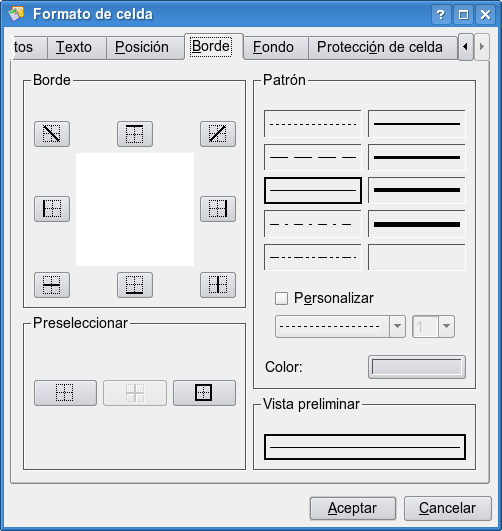 Formato de celda
tos Texto Posición Borde Fondo Protección de celda
Borde
Patrón
Personalizar
1
Preseleccionar
Color:
Vista preliminar
Aceptar Cancelar